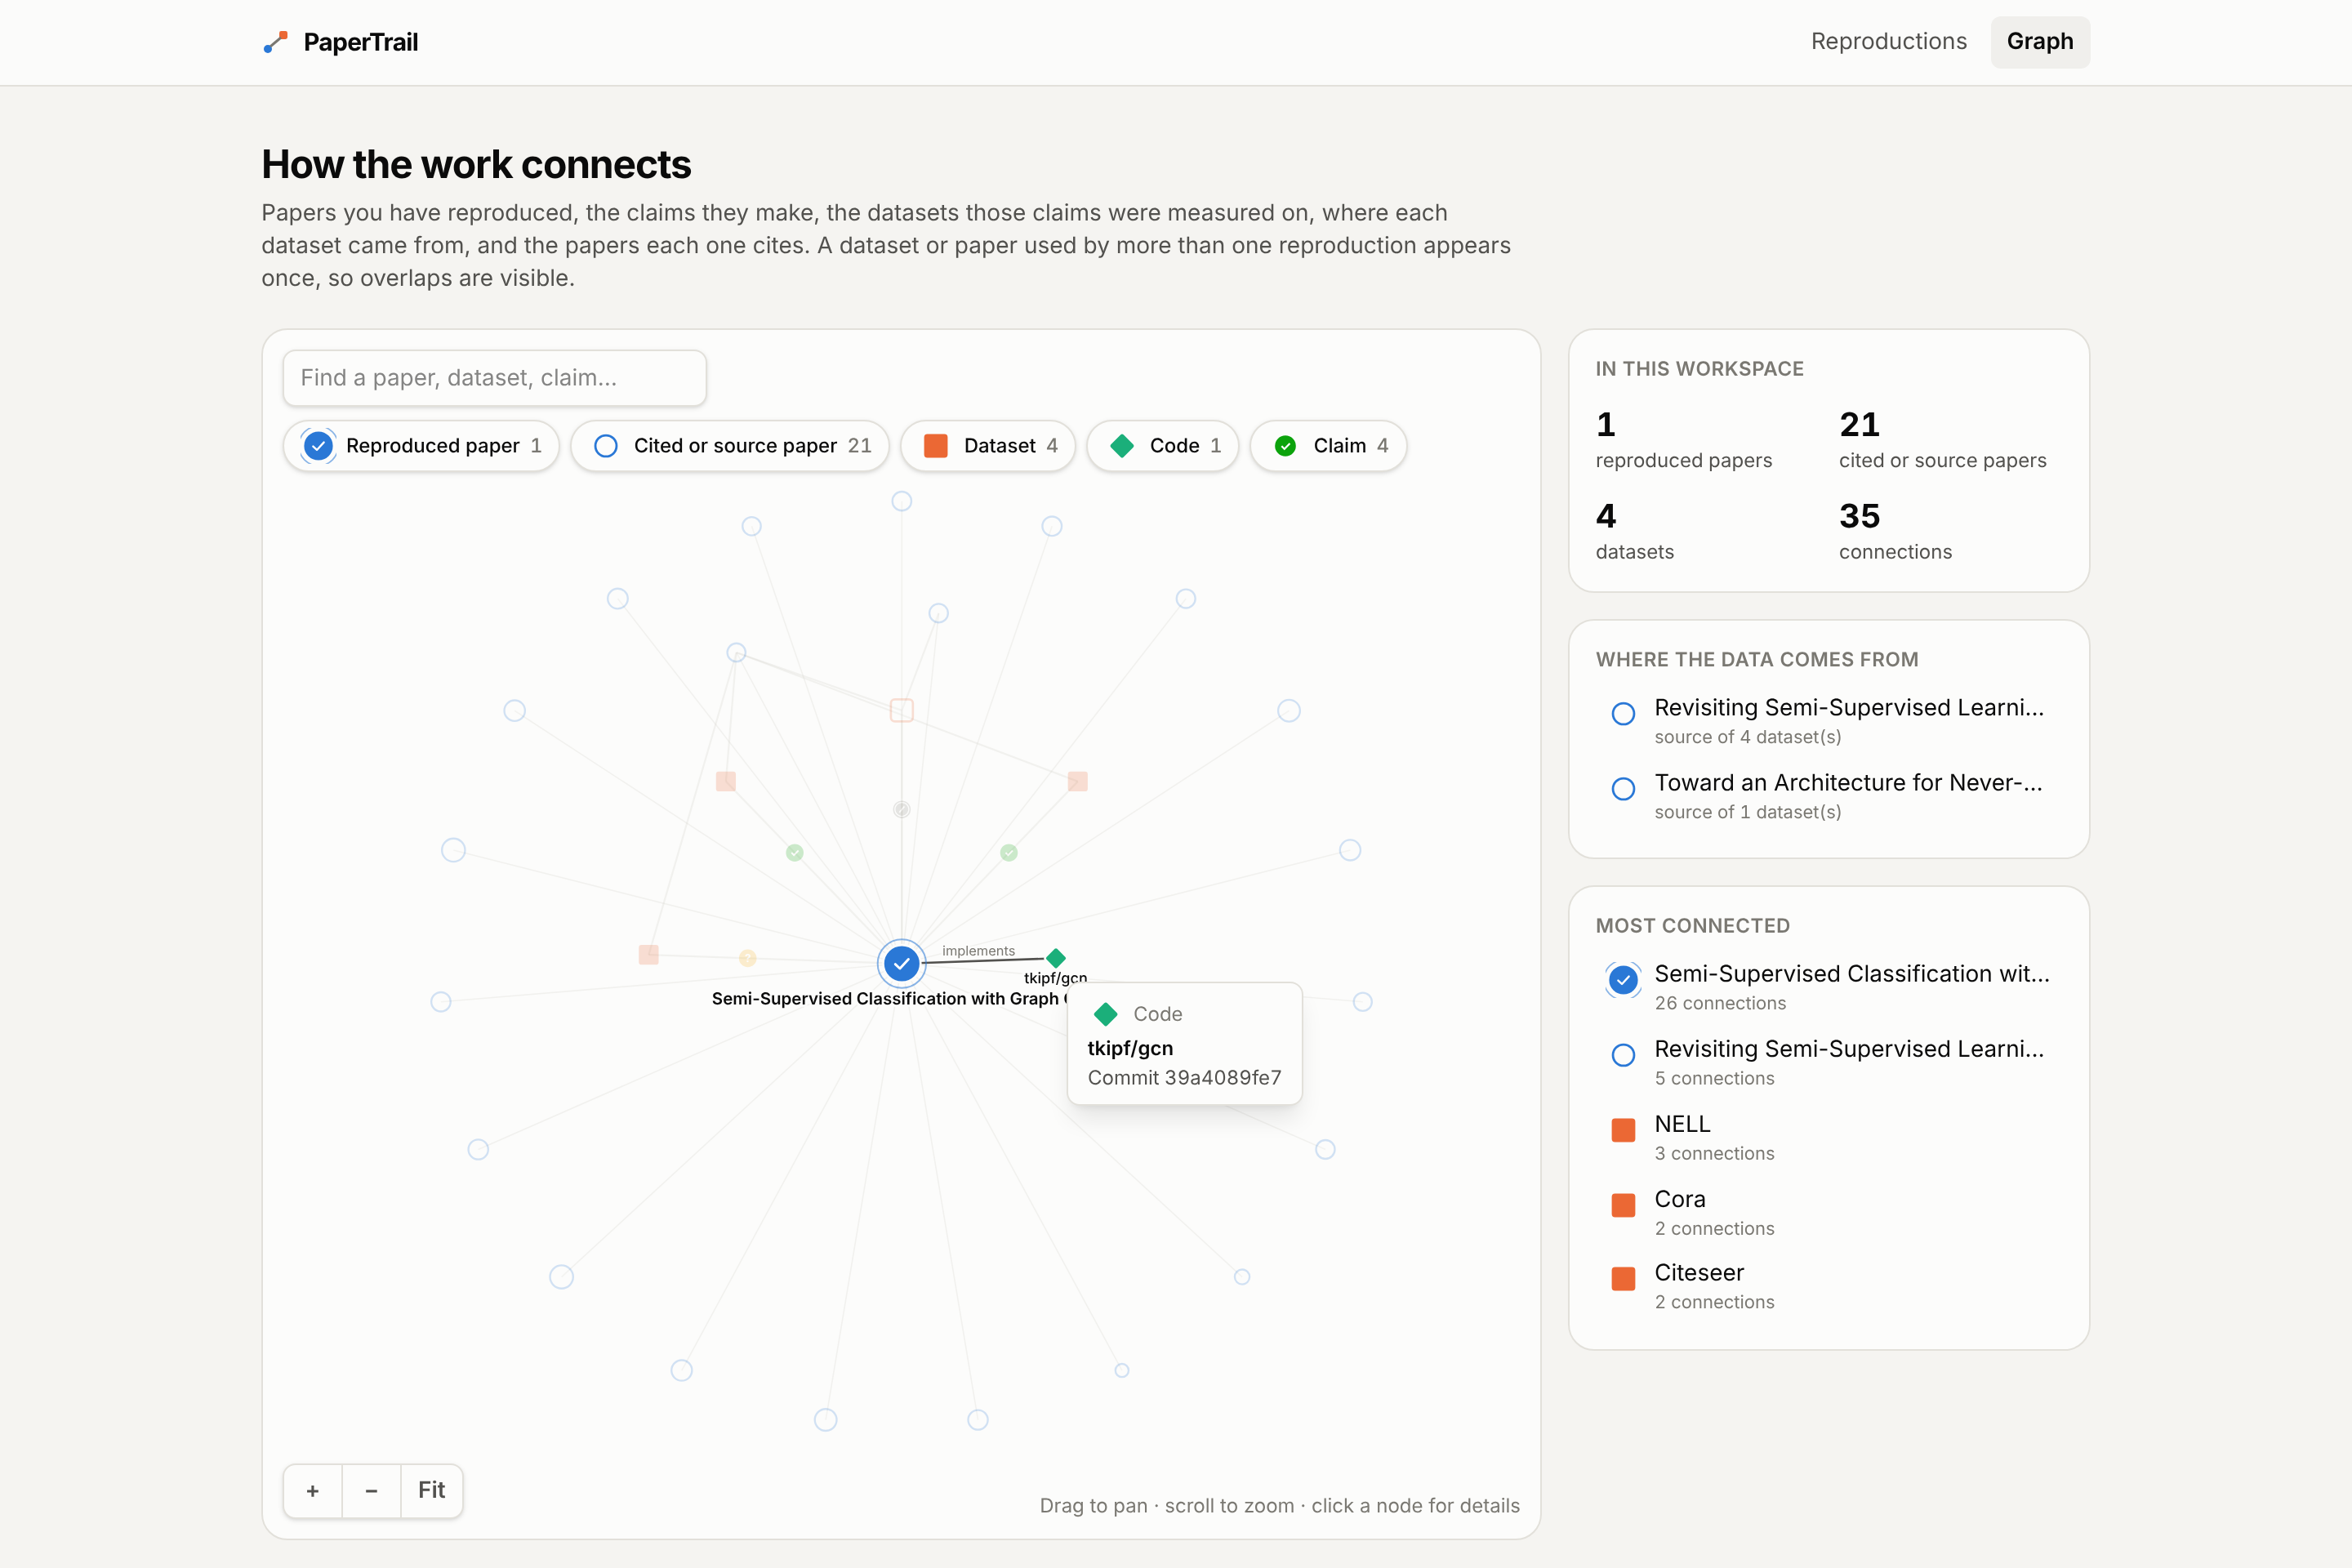 PaperTrail
Reproductions
Graph
How the work connects
Papers you have reproduced, the claims they make, the datasets those claims were measured on, where each
dataset came from, and the papers each one cites. A dataset or paper used by more than one reproduction appears
once, so overlaps are visible.
Find a paper, dataset, claim...
Reproduced paper 1
Cited or source paper 21
Dataset 4
Code 1
Claim 4
implements
tkipf/gcn
Semi-Supervised Classification with Graph
Code
tkipf/gcn
Commit 39a4089fe7
+
−
Fit
Drag to pan · scroll to zoom · click a node for details
IN THIS WORKSPACE
1
reproduced papers
21
cited or source papers
4
datasets
35
connections
WHERE THE DATA COMES FROM
Revisiting Semi-Supervised Learni...
source of 4 dataset(s)
Toward an Architecture for Never-...
source of 1 dataset(s)
MOST CONNECTED
Semi-Supervised Classification wit...
26 connections
Revisiting Semi-Supervised Learni...
5 connections
NELL
3 connections
Cora
2 connections
Citeseer
2 connections